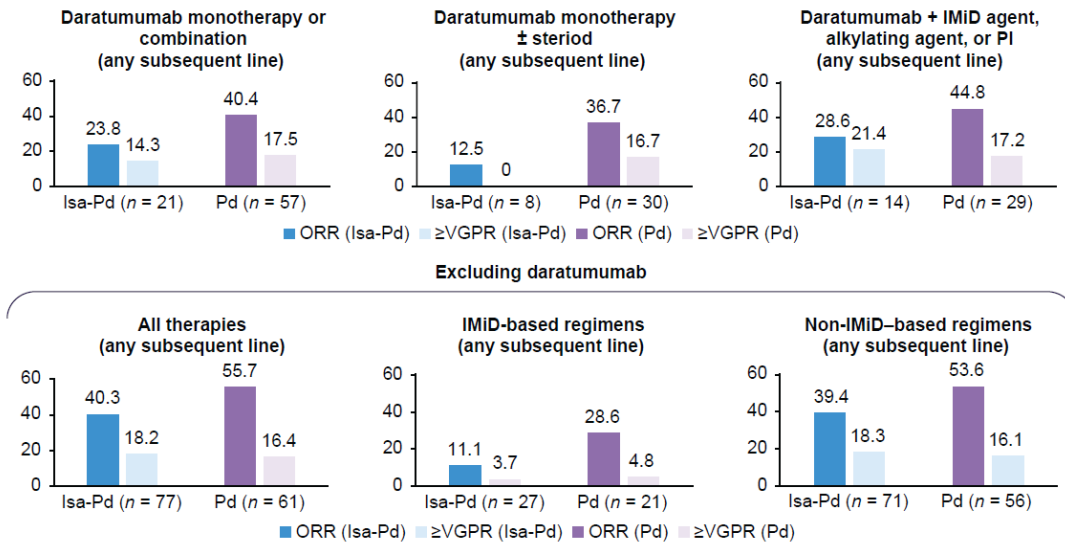 Daratumumab monotherapy or
combination
(any subsequent line)
60
40
20
0
23.8
14.3
40.4
17.5
Isa-Pd (n = 21)
Pd (n = 57)
Daratumumab monotherapy
± steriod
(any subsequent line)
60
40
20
0
12.5
0
36.7
16.7
Isa-Pd (n = 8)
Pd (n = 30)
Daratumumab + IMiD agent,
alkylating agent, or PI
(any subsequent line)
60
40
20
0
28.6
21.4
44.8
17.2
Isa-Pd (n = 14)
Pd (n = 29)
ORR (Isa-Pd) ≥VGPR (Isa-Pd) ORR (Pd) ≥VGPR (Pd)
Excluding daratumumab
All therapies
(any subsequent line)
60
40
20
0
40.3
18.2
55.7
16.4
Isa-Pd (n = 77)
Pd (n = 61)
IMiD-based regimens
(any subsequent line)
60
40
20
0
11.1
3.7
28.6
4.8
Isa-Pd (n = 27)
Pd (n = 21)
Non-IMiD–based regimens
(any subsequent line)
60
40
20
0
39.4
18.3
53.6
16.1
Isa-Pd (n = 71)
Pd (n = 56)
ORR (Isa-Pd) ≥VGPR (Isa-Pd) ORR (Pd) ≥VGPR (Pd)